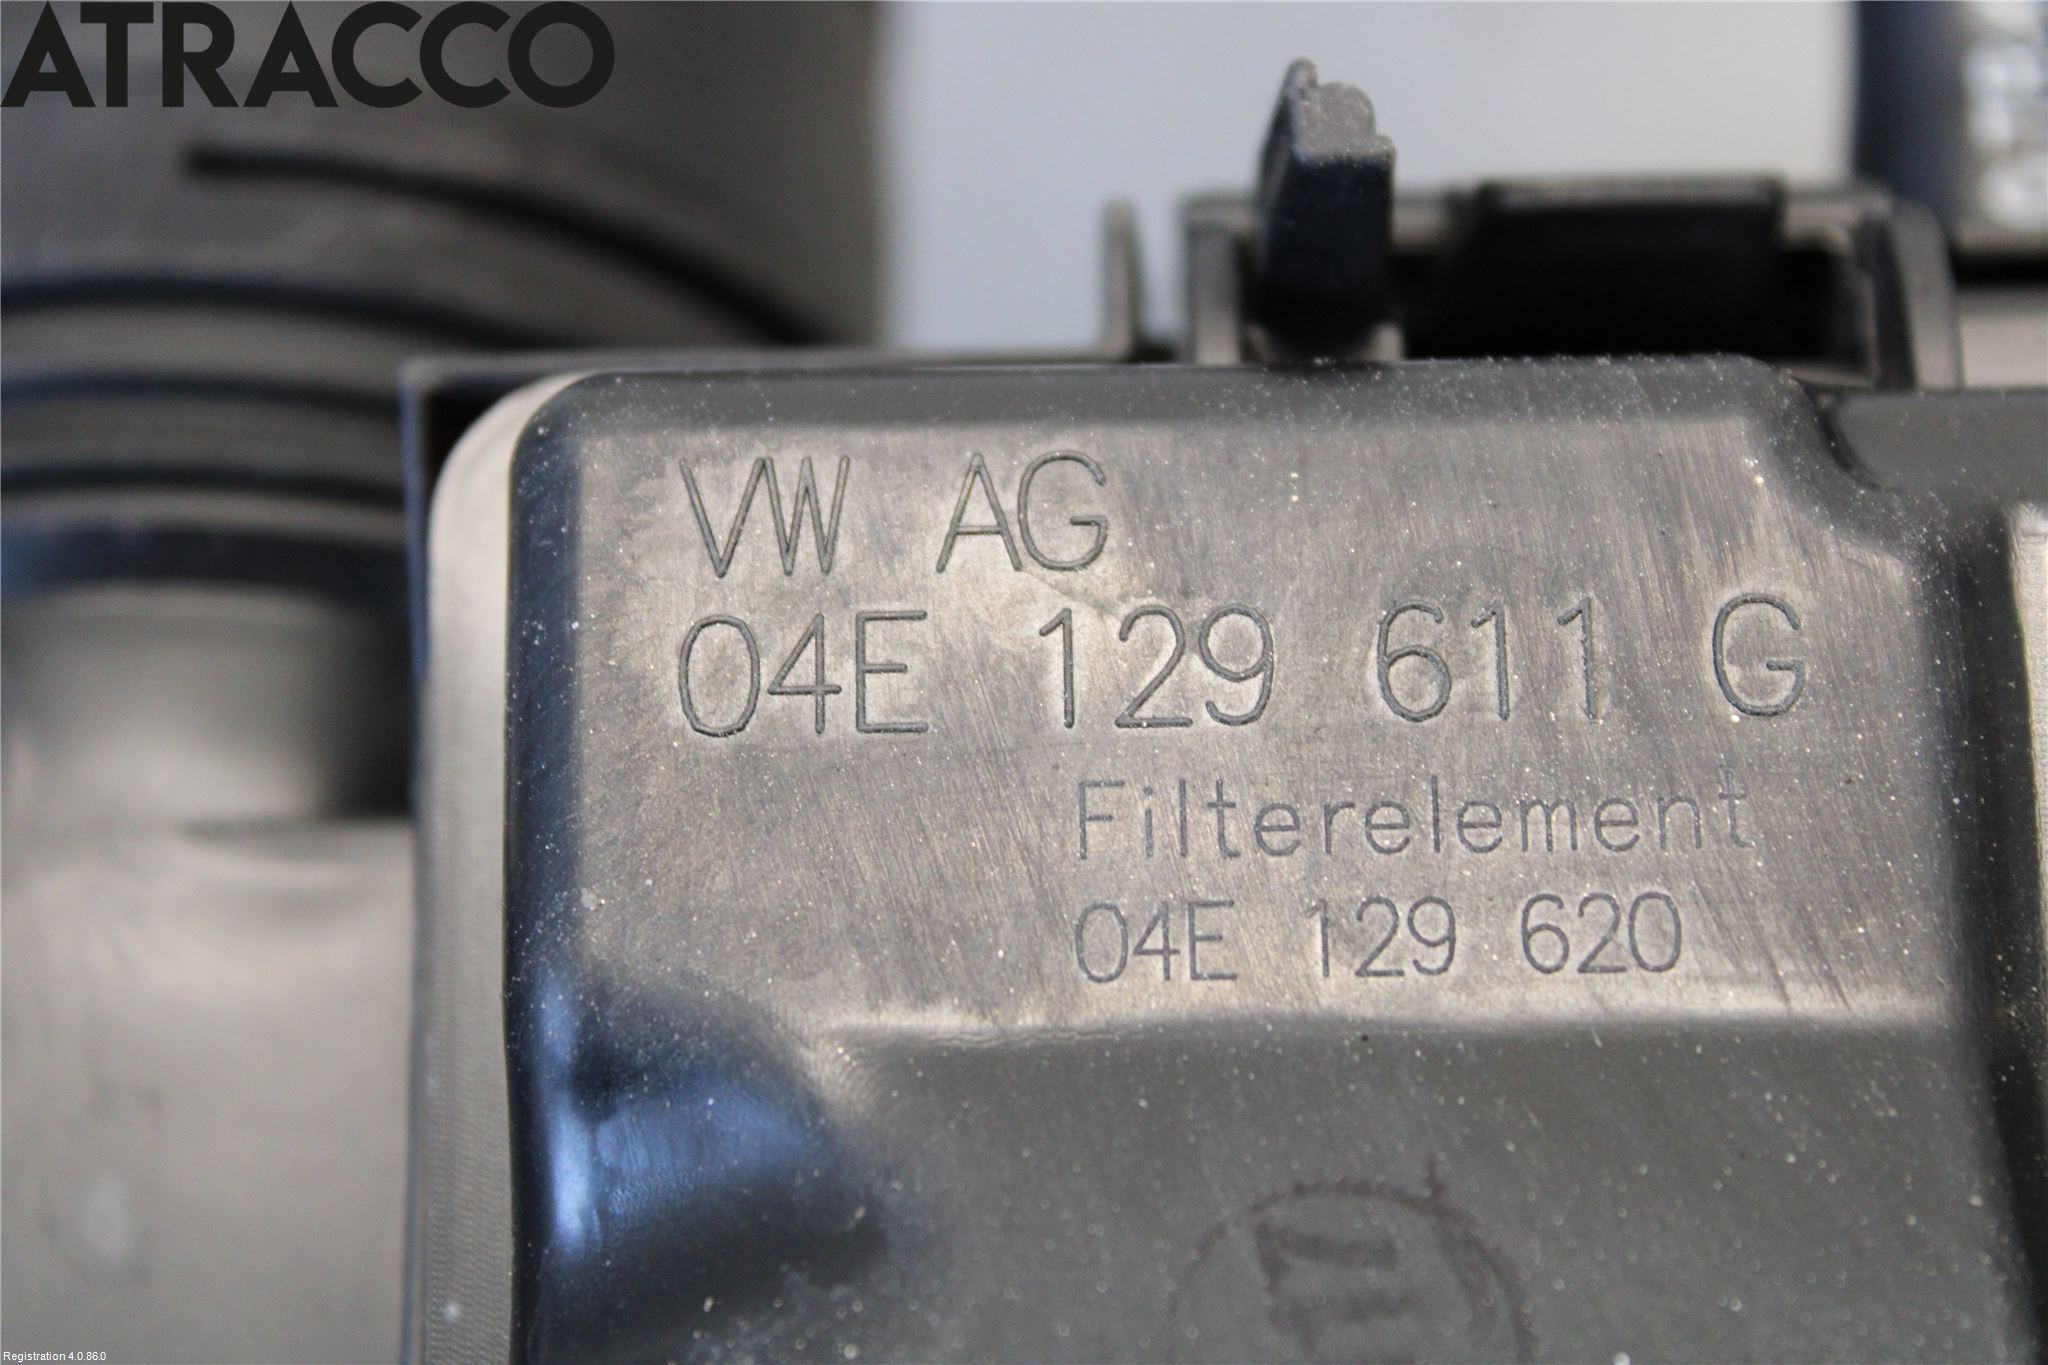 ATRACCO
VW AG
04E 129 611 G
Filterelement
04E 129 620
Registration 4.0.86.0